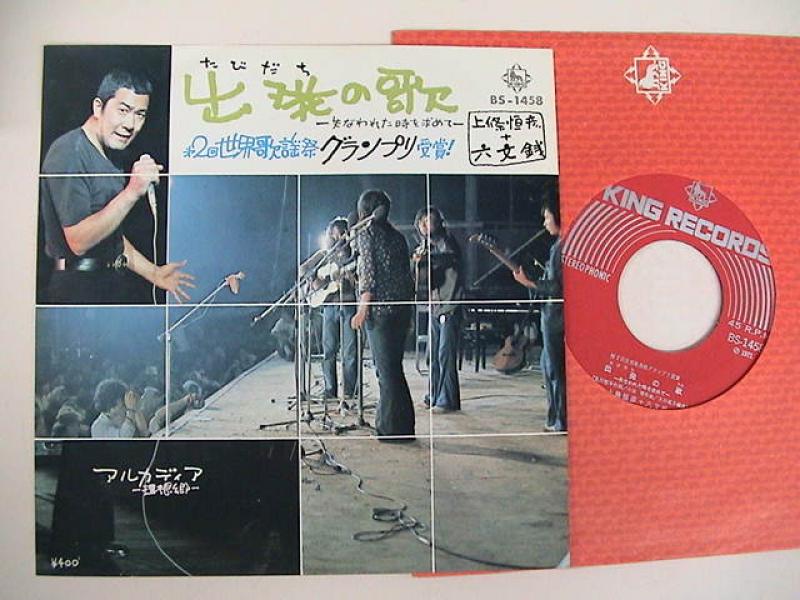 たびだち
出発の歌
BS-1458
—失なわれた時を求めて—
上條恒彦
+
六文銭
第2回世界歌謡祭グランプリ受賞!
アルカディア
—理想郷—
¥400
KING
KING RECORDS
STEREOPHONIC
45 R.P.M.
BS-1458
℗ 1971
出発の歌